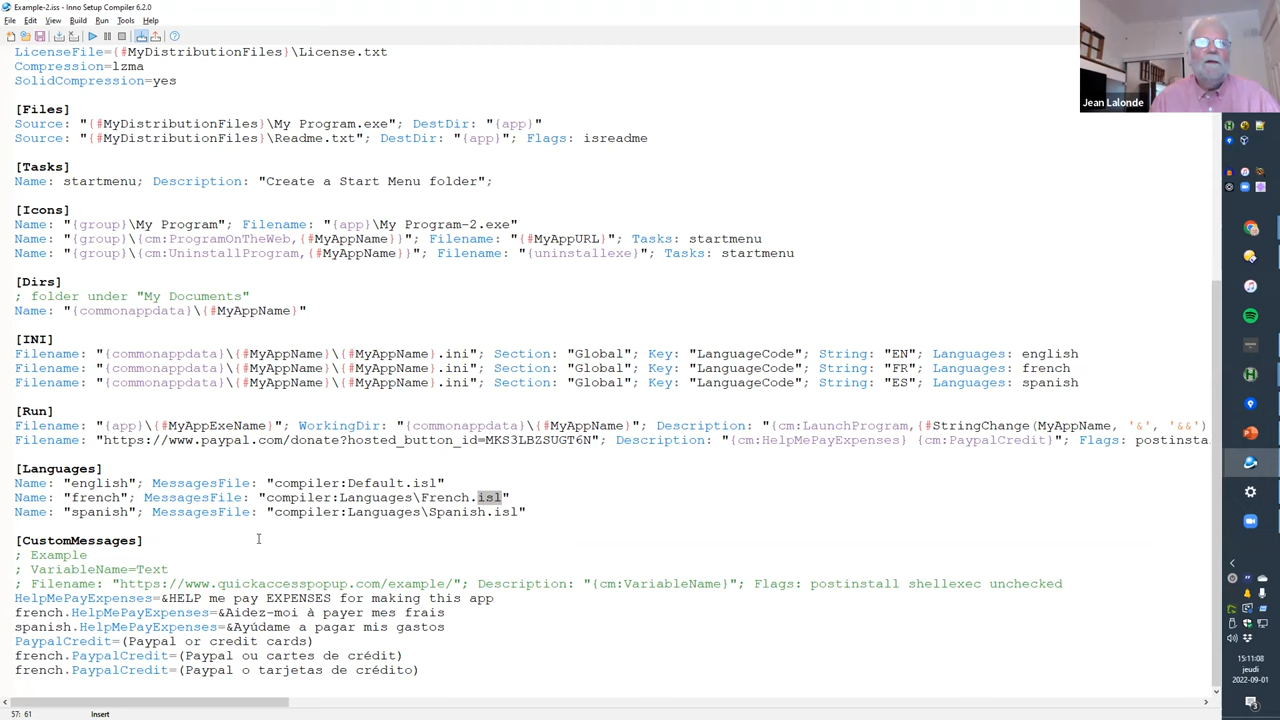 Example-2.iss - Inno Setup Compiler 6.2.0
File Edit View Build Run Tools Help
LicenseFile={#MyDistributionFiles}\License.txt
Compression=lzma
SolidCompression=yes
[Files]
Source: "{#MyDistributionFiles}\My Program.exe"; DestDir: "{app}"
Source: "{#MyDistributionFiles}\Readme.txt"; DestDir: "{app}"; Flags: isreadme
[Tasks]
Name: startmenu; Description: "Create a Start Menu folder";
[Icons]
Name: "{group}\My Program"; Filename: "{app}\My Program-2.exe"
Name: "{group}\{cm:ProgramOnTheWeb,{#MyAppName}}"; Filename: "{#MyAppURL}"; Tasks: startmenu
Name: "{group}\{cm:UninstallProgram,{#MyAppName}}"; Filename: "{uninstallexe}"; Tasks: startmenu
[Dirs]
; folder under "My Documents"
Name: "{commonappdata}\{#MyAppName}"
[INI]
Filename: "{commonappdata}\{#MyAppName}\{#MyAppName}.ini"; Section: "Global"; Key: "LanguageCode"; String: "EN"; Languages: english
Filename: "{commonappdata}\{#MyAppName}\{#MyAppName}.ini"; Section: "Global"; Key: "LanguageCode"; String: "FR"; Languages: french
Filename: "{commonappdata}\{#MyAppName}\{#MyAppName}.ini"; Section: "Global"; Key: "LanguageCode"; String: "ES"; Languages: spanish
[Run]
Filename: "{app}\{#MyAppExeName}"; WorkingDir: "{commonappdata}\{#MyAppName}"; Description: "{cm:LaunchProgram,{#StringChange(MyAppName, '&', '&&')
Filename: "https://www.paypal.com/donate?hosted_button_id=MKS3LBZSUGT6N"; Description: "{cm:HelpMePayExpenses} {cm:PaypalCredit}"; Flags: postinsta
[Languages]
Name: "english"; MessagesFile: "compiler:Default.isl"
Name: "french"; MessagesFile: "compiler:Languages\French.isl"
Name: "spanish"; MessagesFile: "compiler:Languages\Spanish.isl"
[CustomMessages]
; Example
; VariableName=Text
; Filename: "https://www.quickaccesspopup.com/example/"; Description: "{cm:VariableName}"; Flags: postinstall shellexec unchecked
HelpMePayExpenses=&HELP me pay EXPENSES for making this app
french.HelpMePayExpenses=&Aidez-moi à payer mes frais
spanish.HelpMePayExpenses=&Ayúdame a pagar mis gastos
PaypalCredit=(Paypal or credit cards)
french.PaypalCredit=(Paypal ou cartes de crédit)
french.PaypalCredit=(Paypal o tarjetas de crédito)
57: 61 Insert
Jean Lalonde
15:11:08
jeudi
2022-09-01
3